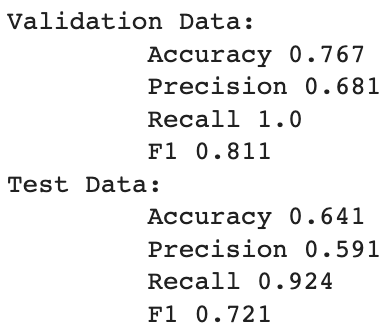 Validation Data:
Accuracy 0.767
Precision 0.681
Recall 1.0
F1 0.811
Test Data:
Accuracy 0.641
Precision 0.591
Recall 0.924
F1 0.721